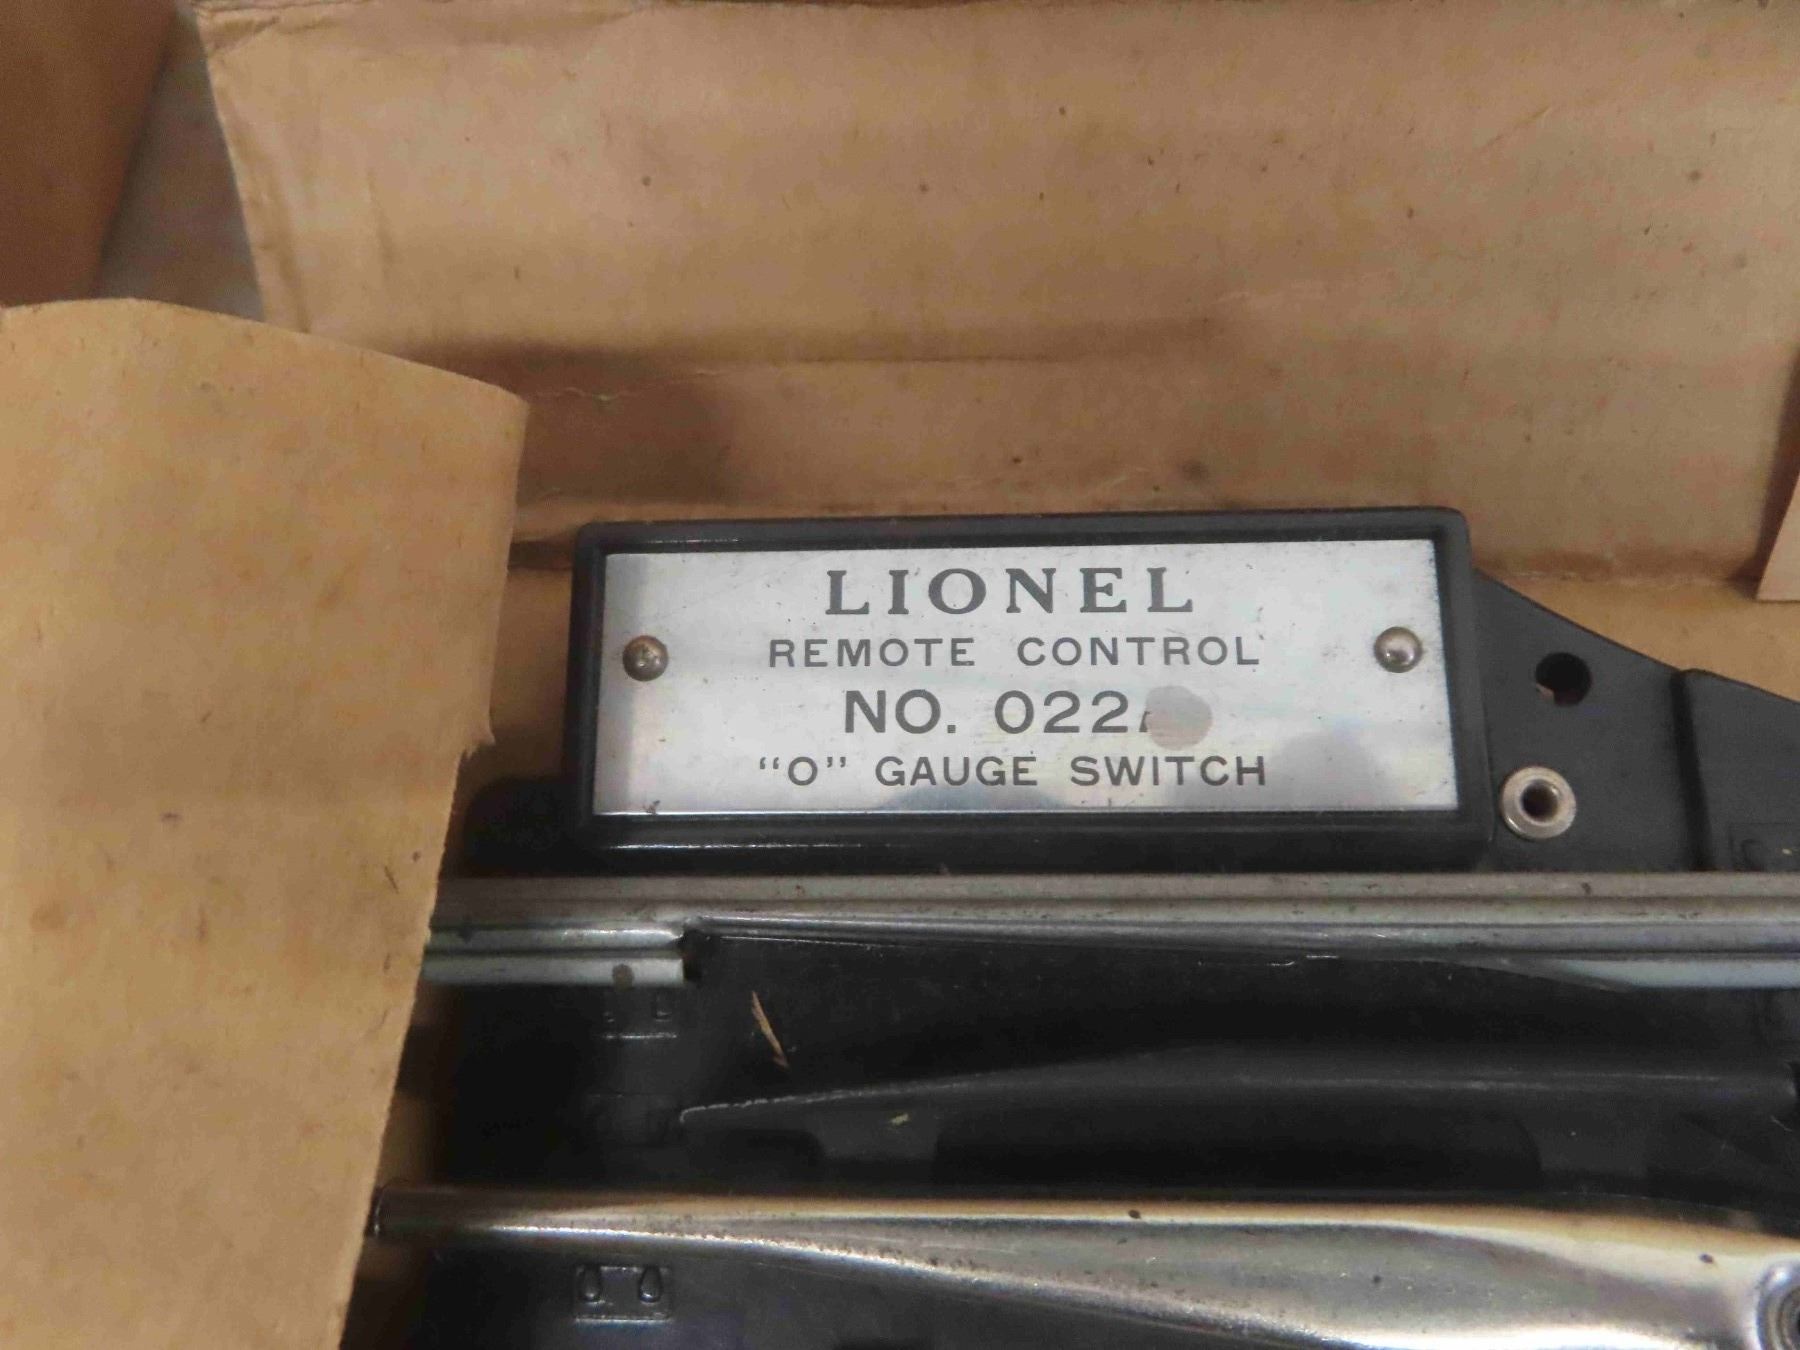 LIONEL
REMOTE CONTROL
NO. 022
"O" GAUGE SWITCH